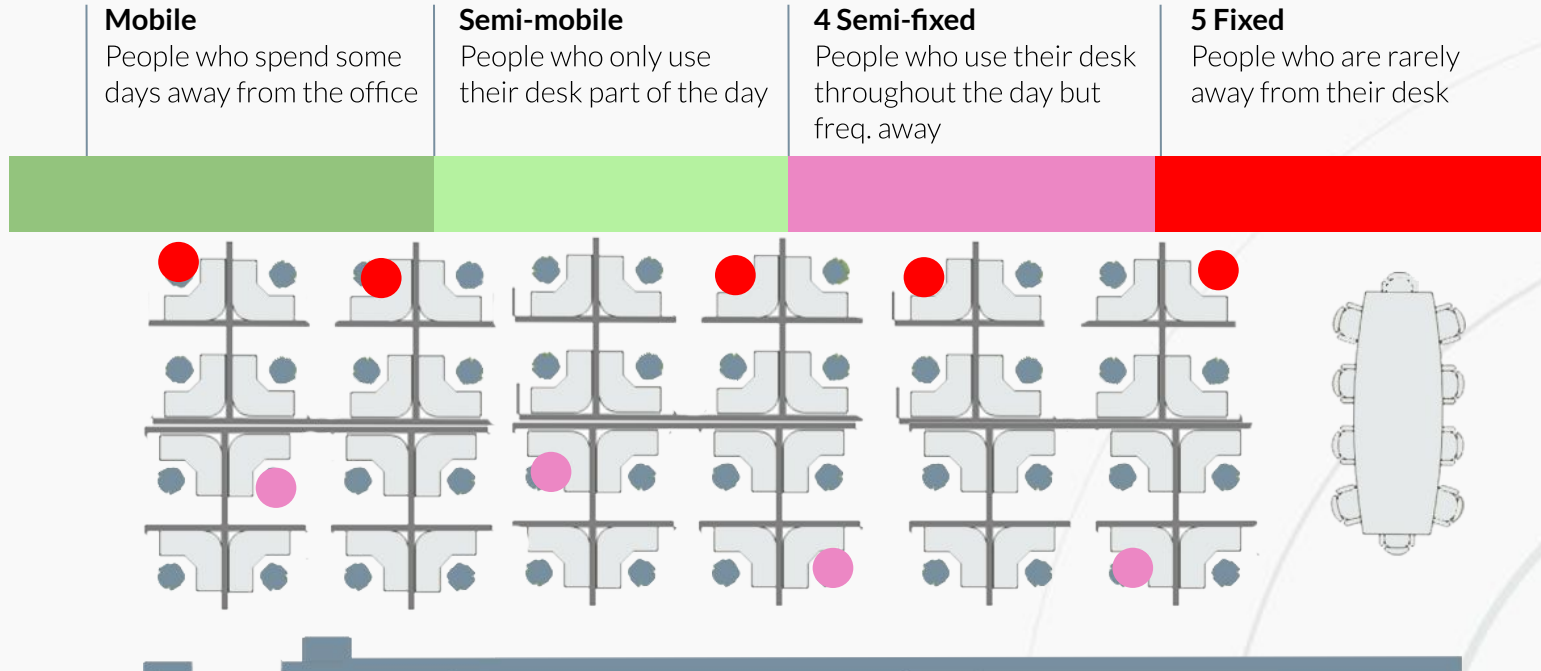 Mobile
People who spend some
days away from the office
Semi-mobile
People who only use
their desk part of the day
4 Semi-fixed
People who use their desk
throughout the day but
freq. away
5 Fixed
People who are rarely
away from their desk